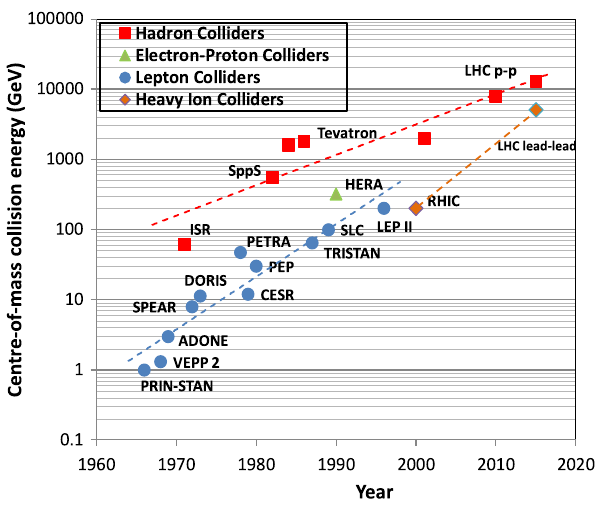 Centre-of-mass collision energy (GeV)
100000
10000
1000
100
10
1
0.1
Hadron Colliders
Electron-Proton Colliders
Lepton Colliders
Heavy Ion Colliders
LHC p-p
Tevatron
LHC lead-lead
SppS
HERA
RHIC
ISR
LEP II
SLC
PETRA
TRISTAN
PEP
DORIS
CESR
SPEAR
ADONE
VEPP 2
PRIN-STAN
1960
1970
1980
1990
2000
2010
2020
Year